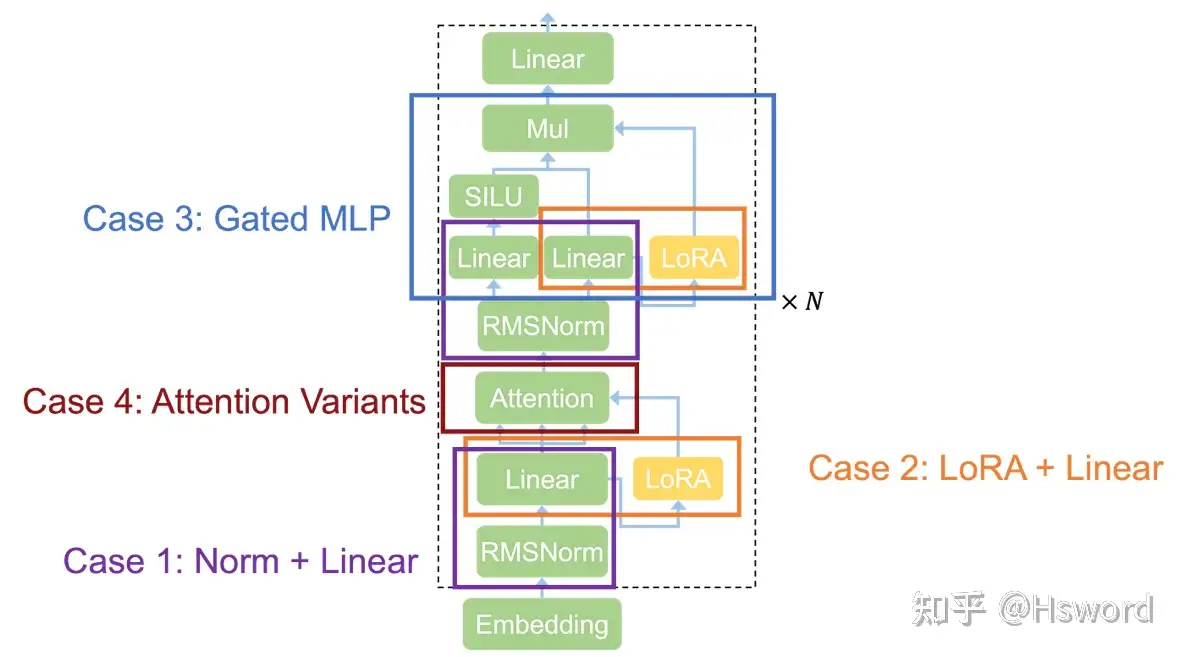 Linear
Mul
SILU
Case 3: Gated MLP
Linear
Linear
LoRA
× N
RMSNorm
Case 4: Attention Variants
Attention
Linear
LoRA
Case 2: LoRA + Linear
RMSNorm
Case 1: Norm + Linear
Embedding
知乎 @Hsword